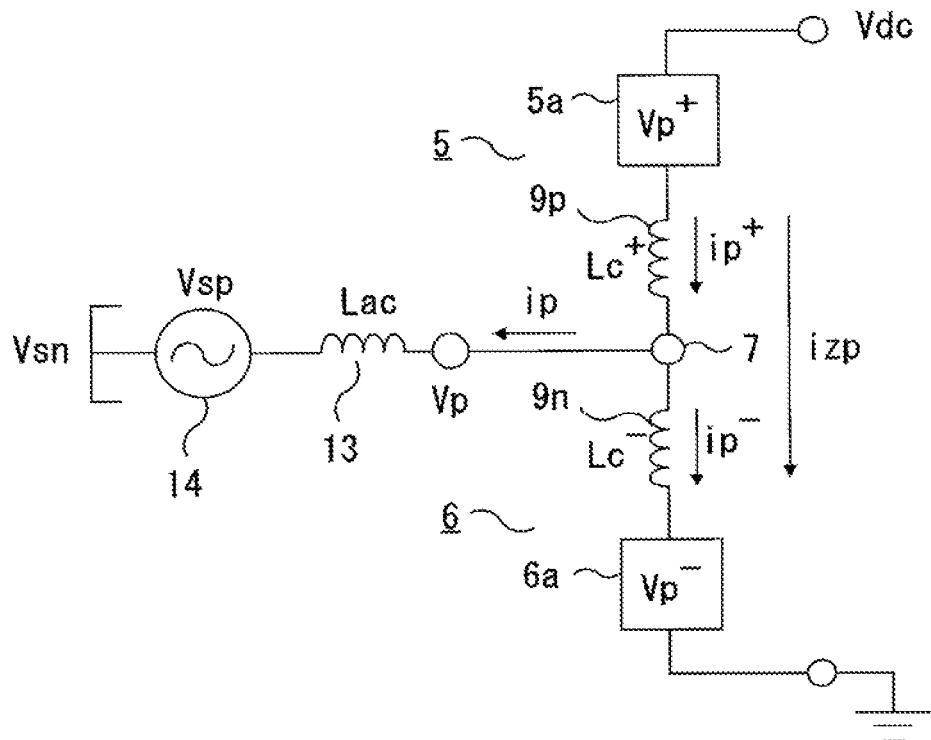 Vdc
5a
Vp+
5
9p
Lc+
ip+
Vsp
Lac
ip
Vsn
7
izp
Vp
9n
13
Lc−
ip−
14
6
6a
Vp−